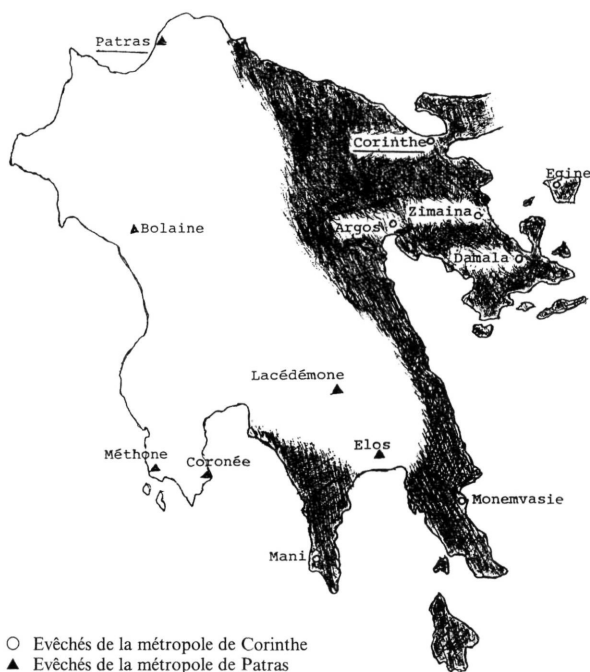 Patras
Corinthe
Egine
Zimaina
Argos
Bolaine
Damala
Lacédémone
Elos
Méthone
Coronée
Monemvasie
Mani
Evêchés de la métropole de Corinthe
Evêchés de la métropole de Patras